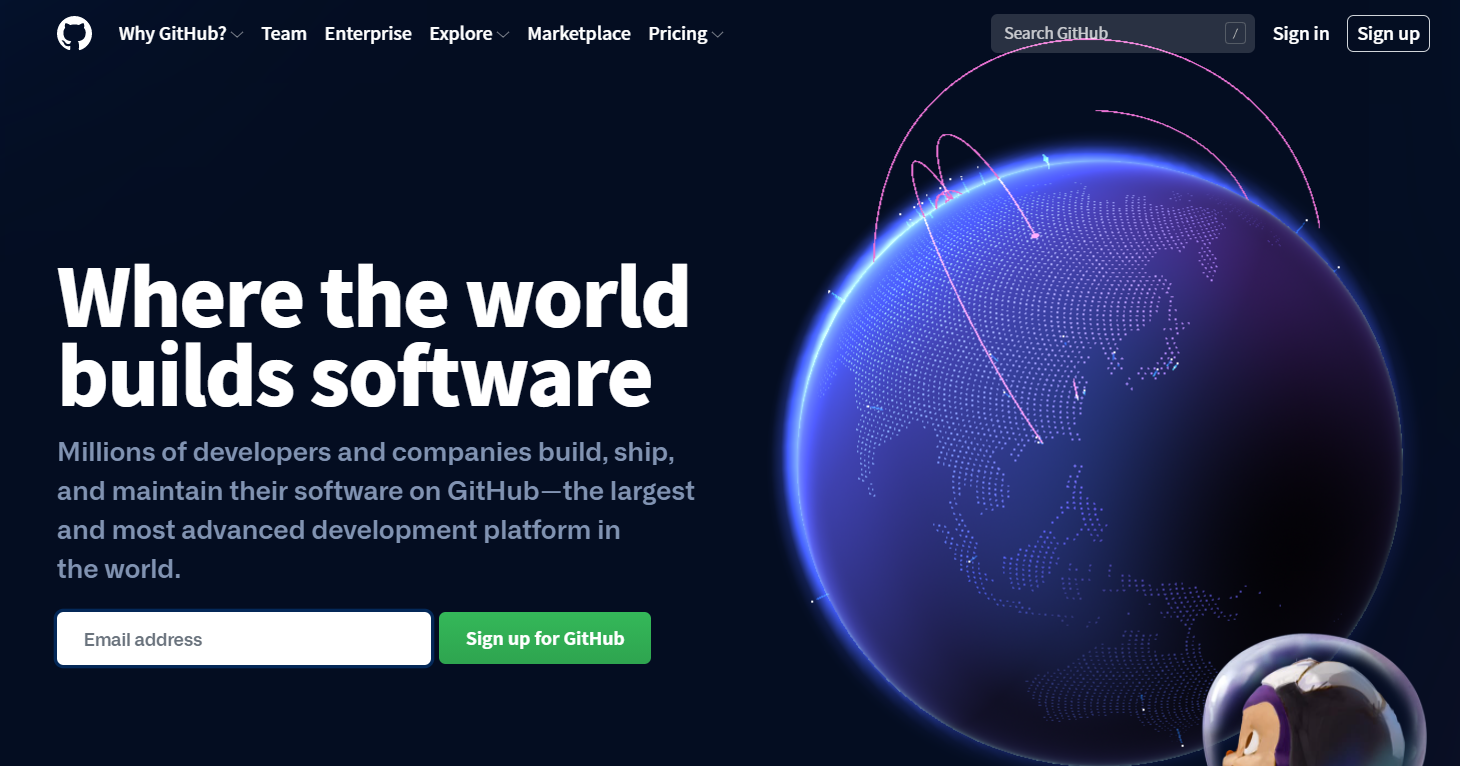 Why GitHub? Team Enterprise Explore Marketplace Pricing Search GitHub / Sign in Sign up
Where the world
builds software
Millions of developers and companies build, ship,
and maintain their software on GitHub—the largest
and most advanced development platform in
the world.
Email address Sign up for GitHub